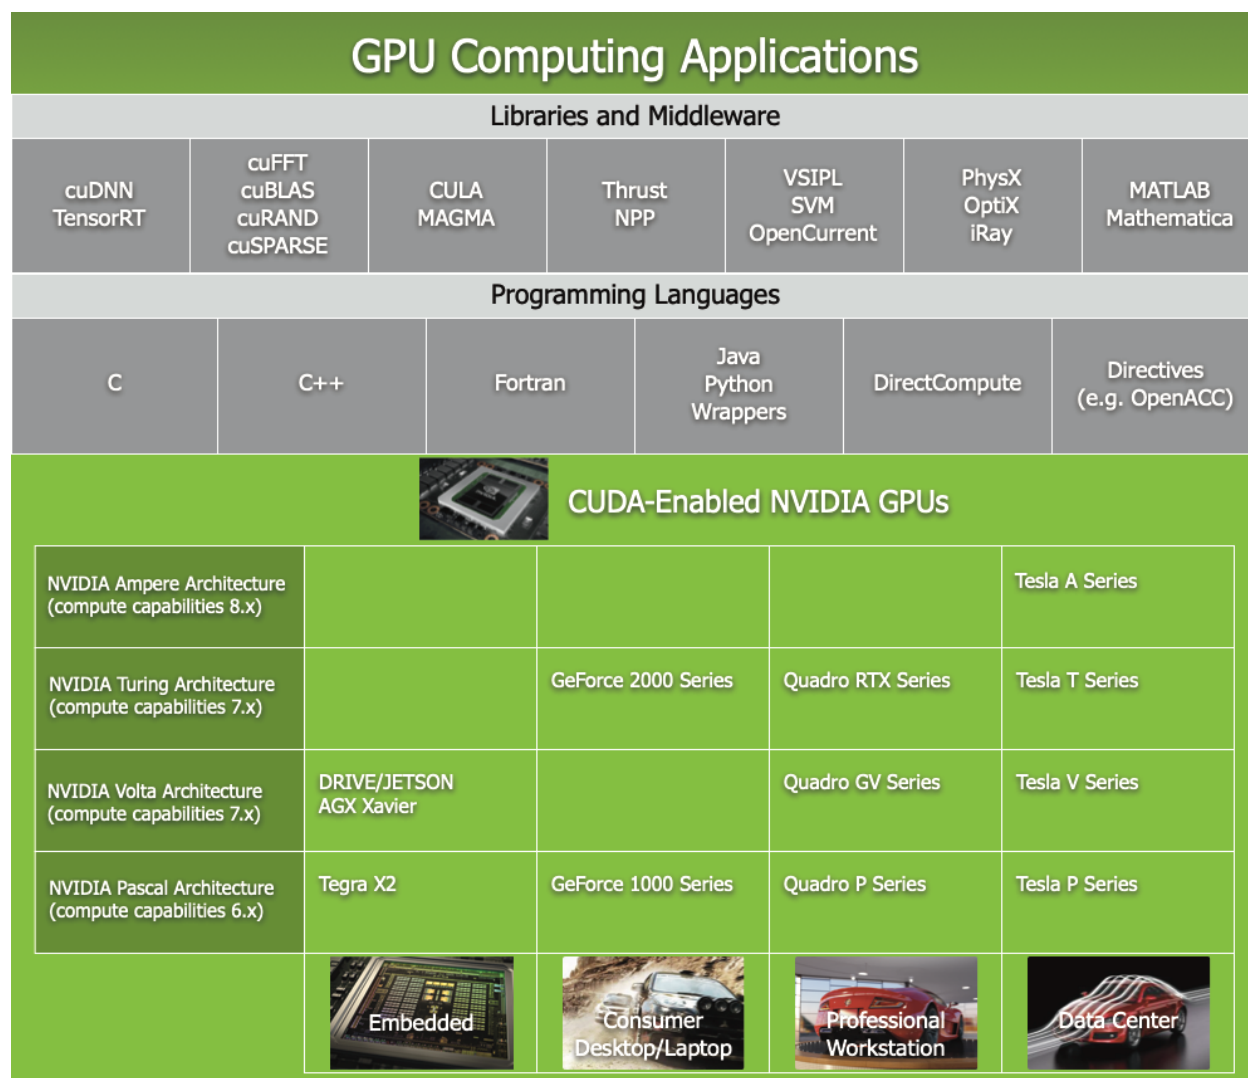 GPU Computing Applications
Libraries and Middleware
cuDNN
TensorRT
cuFFT
cuBLAS
cuRAND
cuSPARSE
CULA
MAGMA
Thrust
NPP
VSIPL
SVM
OpenCurrent
PhysX
OptiX
iRay
MATLAB
Mathematica
Programming Languages
C
C++
Fortran
Java
Python
Wrappers
DirectCompute
Directives
(e.g. OpenACC)
CUDA-Enabled NVIDIA GPUs
NVIDIA Ampere Architecture
(compute capabilities 8.x)
Tesla A Series
NVIDIA Turing Architecture
(compute capabilities 7.x)
GeForce 2000 Series
Quadro RTX Series
Tesla T Series
NVIDIA Volta Architecture
(compute capabilities 7.x)
DRIVE/JETSON
AGX Xavier
Quadro GV Series
Tesla V Series
NVIDIA Pascal Architecture
(compute capabilities 6.x)
Tegra X2
GeForce 1000 Series
Quadro P Series
Tesla P Series
Embedded
Consumer
Desktop/Laptop
Professional
Workstation
Data Center